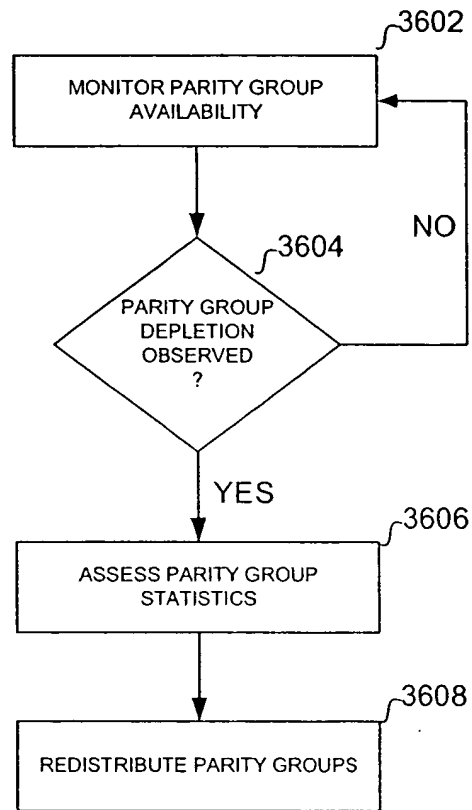 3602
MONITOR PARITY GROUP
AVAILABILITY
NO
3604
PARITY GROUP
DEPLETION
OBSERVED
?
YES
3606
ASSESS PARITY GROUP
STATISTICS
3608
REDISTRIBUTE PARITY GROUPS